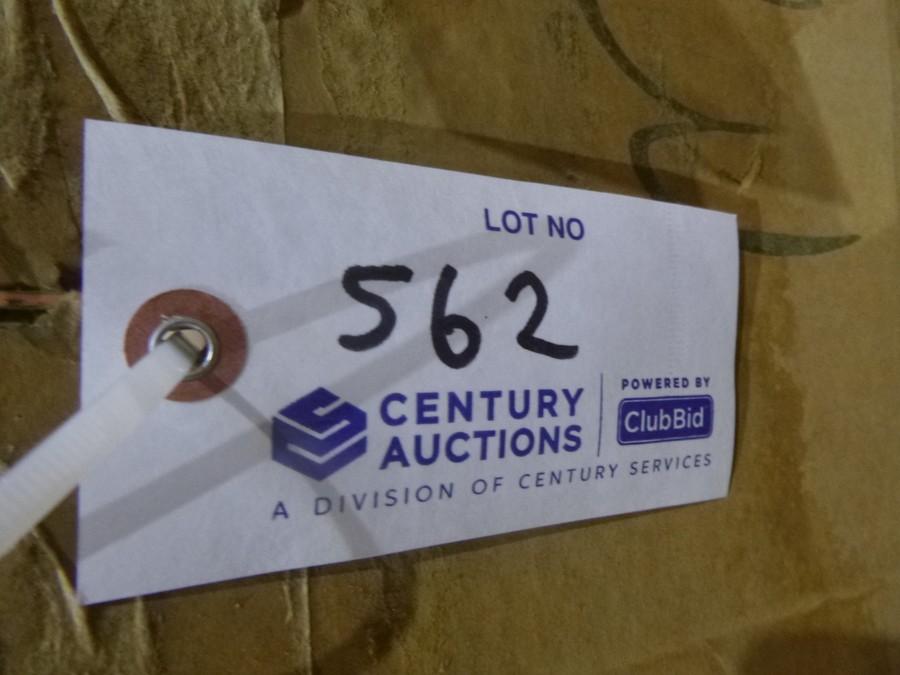 LOT NO
562
CENTURY
AUCTIONS
POWERED BY
ClubBid
A DIVISION OF CENTURY SERVICES